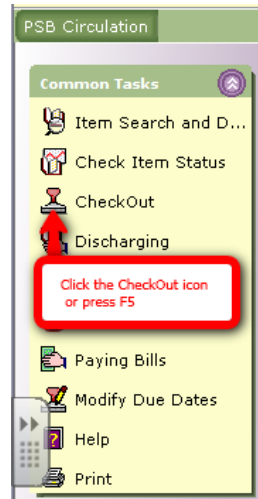 PSB Circulation
Common Tasks
Item Search and D...
Check Item Status
CheckOut
Discharging
Click the CheckOut icon
or press F5
Paying Bills
Modify Due Dates
Help
Print